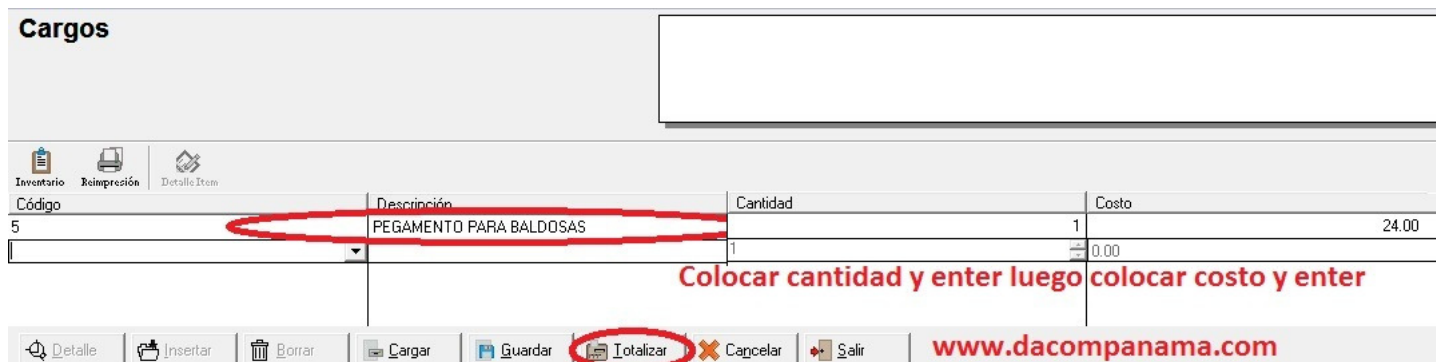 Cargos
Inventario Reimpresión Detalle Item
Código Descripción Cantidad Costo
5 PEGAMENTO PARA BALDOSAS 1 24.00
1 0.00
Colocar cantidad y enter luego colocar costo y enter
Detalle Insertar Borrar Cargar Guardar Totalizar Cancelar Salir www.dacompanama.com